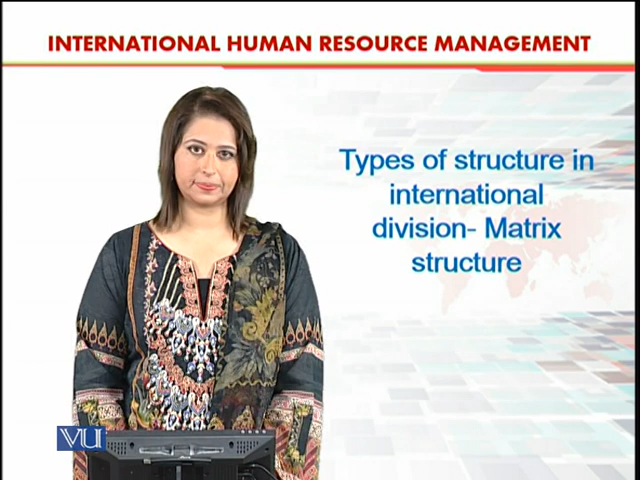 INTERNATIONAL HUMAN RESOURCE MANAGEMENT
Types of structure in
international
division- Matrix
structure
VU